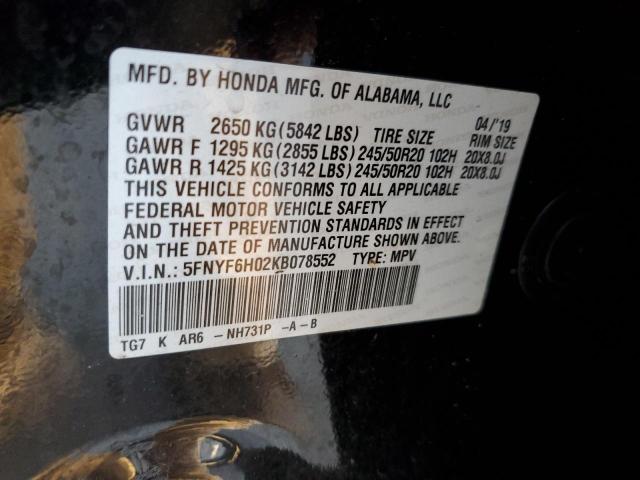 MFD. BY HONDA MFG. OF ALABAMA, LLC
GVWR 2650 KG (5842 LBS) TIRE SIZE 04/'19 RIM SIZE
GAWR F 1295 KG (2855 LBS) 245/50R20 102H 20X8.0J
GAWR R 1425 KG (3142 LBS) 245/50R20 102H 20X8.0J
THIS VEHICLE CONFORMS TO ALL APPLICABLE
FEDERAL MOTOR VEHICLE SAFETY
AND THEFT PREVENTION STANDARDS IN EFFECT
ON THE DATE OF MANUFACTURE SHOWN ABOVE.
V.I.N.: 5FNYF6H02KB078552 TYPE: MPV
TG7 K AR6 -NH731P -A-B